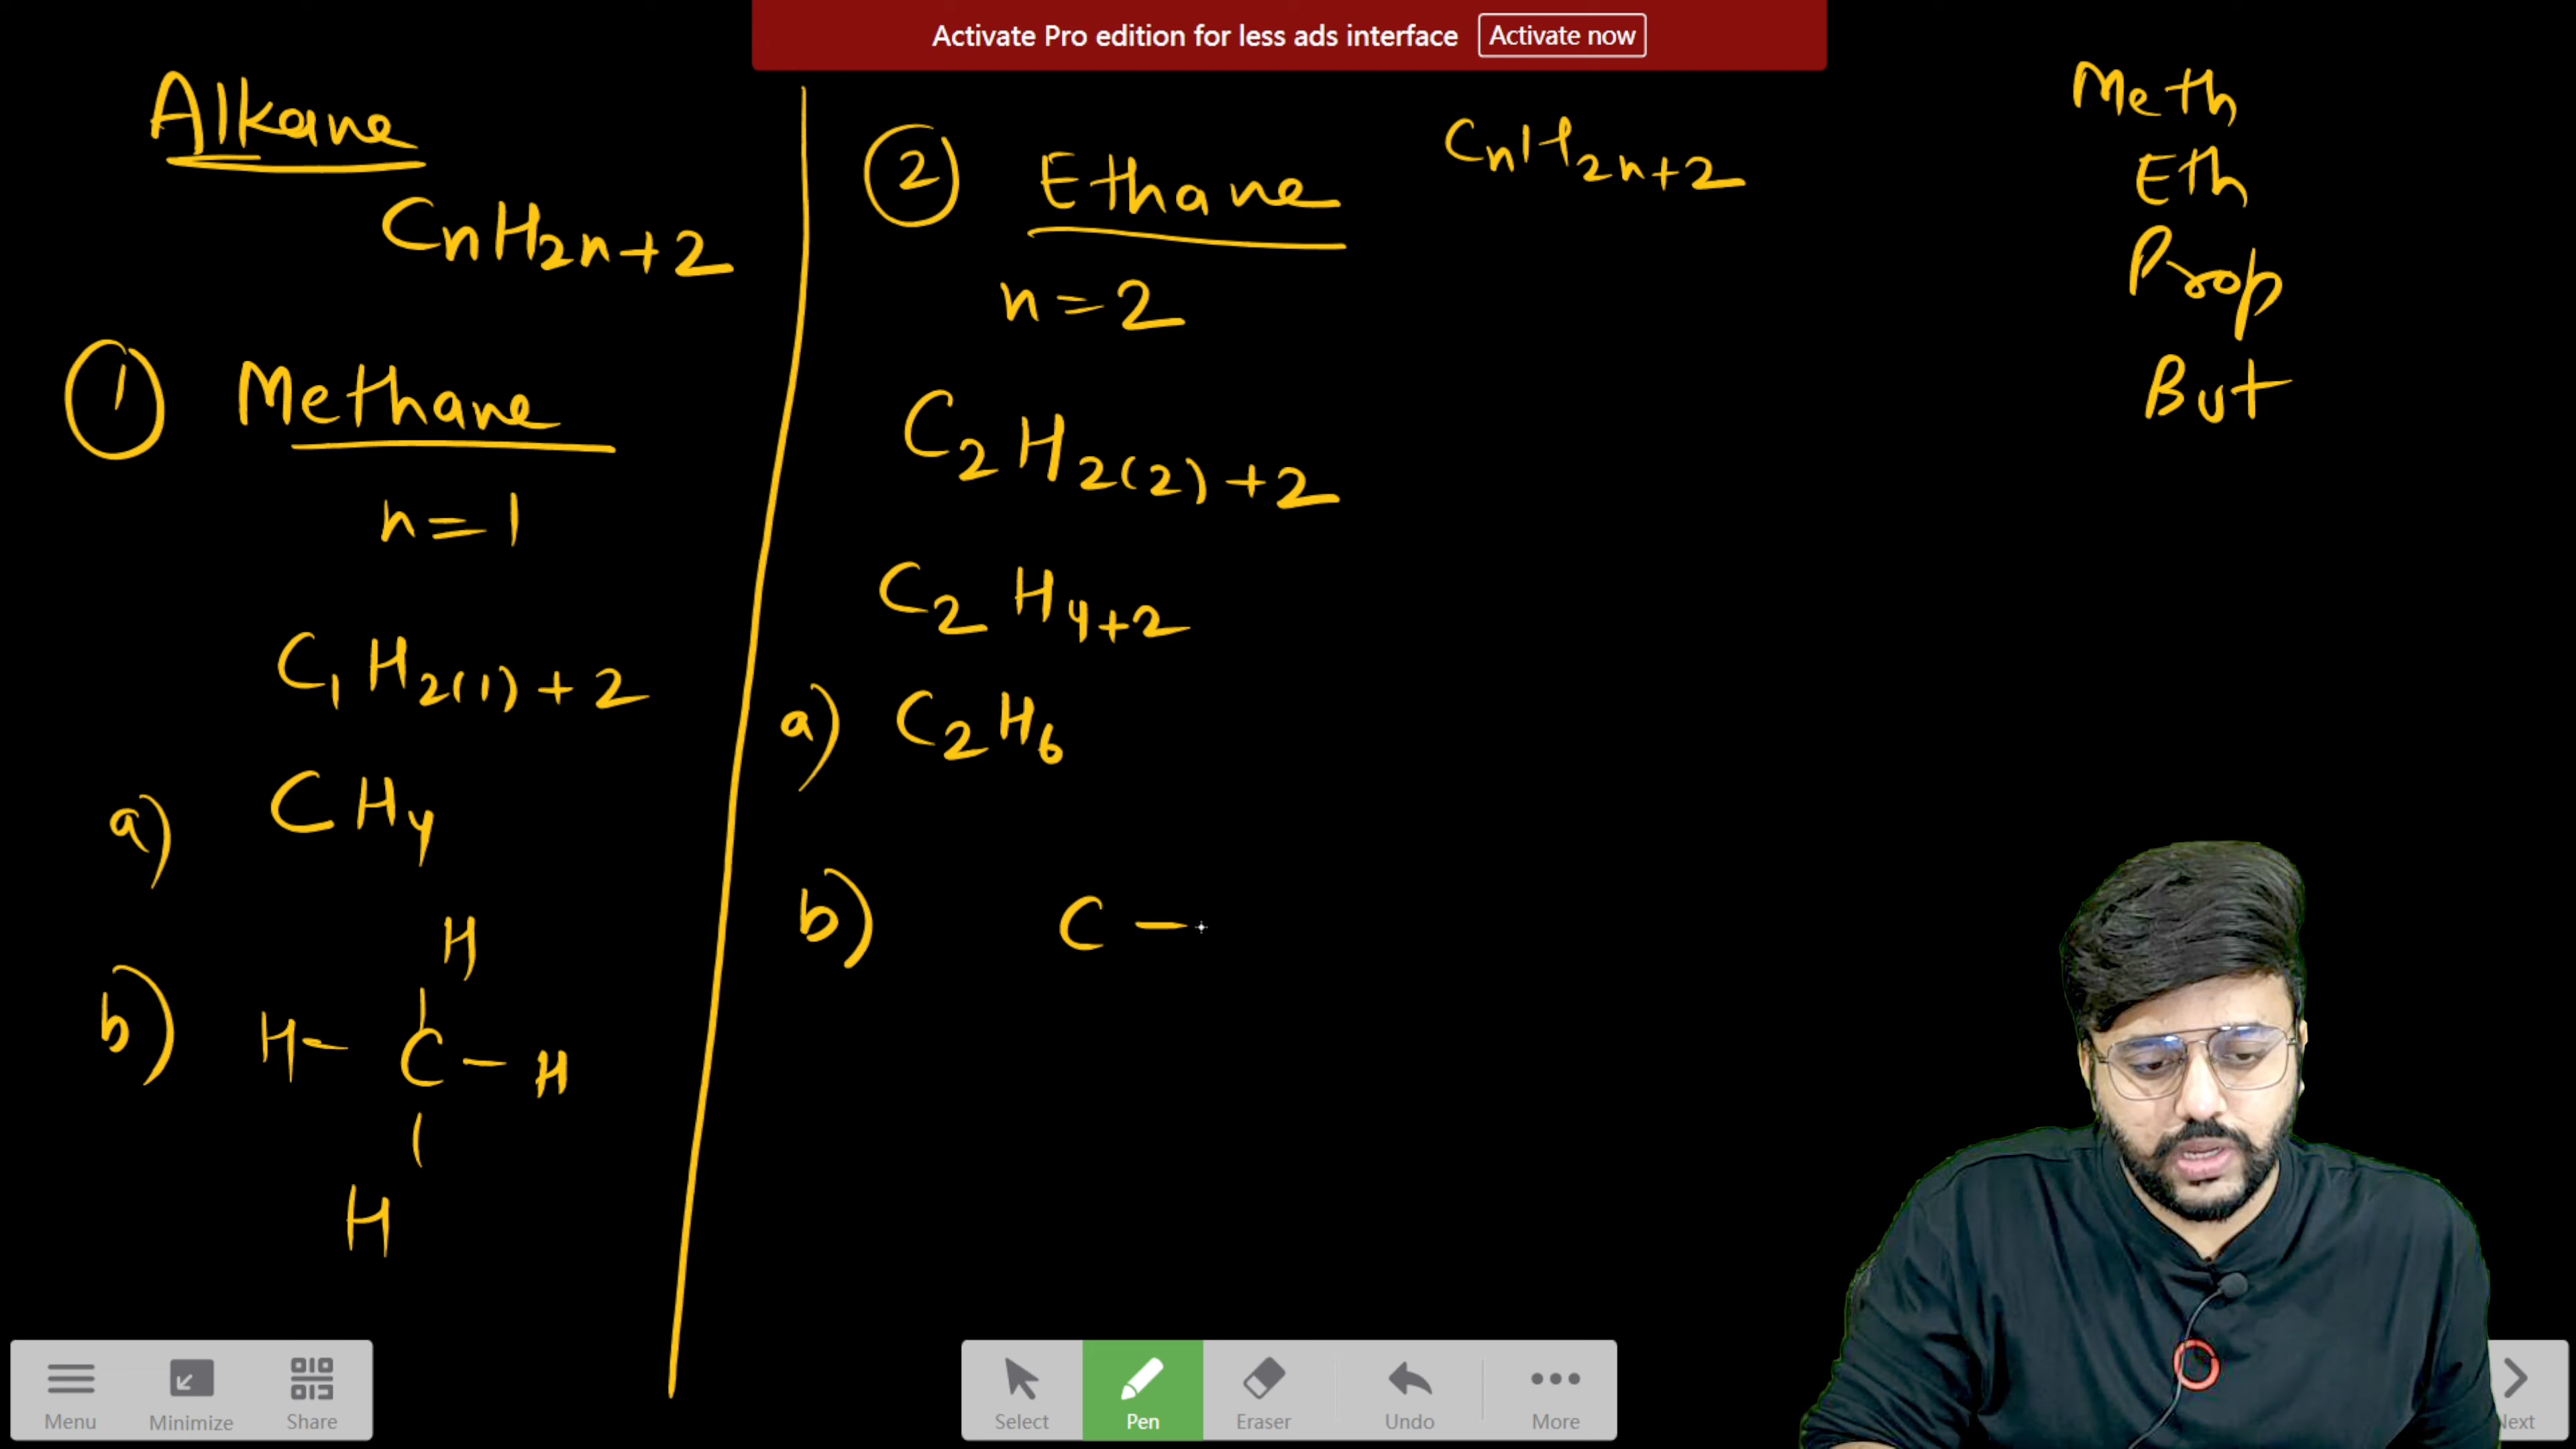 Activate Pro edition for less ads interface Activate now
Alkane
CnH2n+2
① Methane
n=1
C1H2(1)+2
a) CH4
b)
H
H-C-H
H
② Ethane CnH2n+2
n=2
C2H2(2)+2
C2H4+2
a) C2H6
b) C-
Meth
Eth
Prop
But
Menu Minimize Share
Select Pen Eraser Undo More
Next